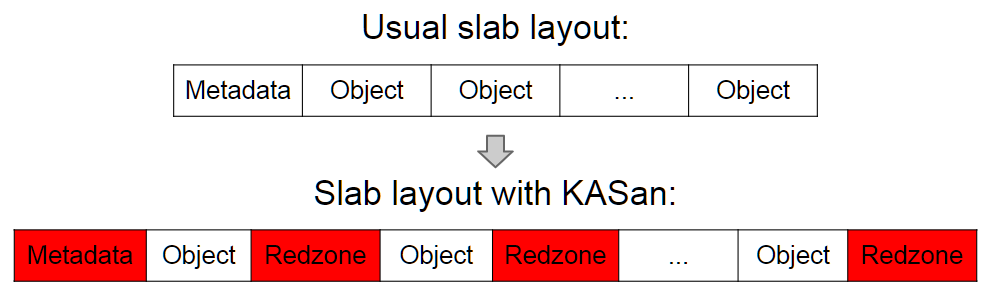 Usual slab layout:
Metadata Object Object ... Object
Slab layout with KASan:
Metadata Object Redzone Object Redzone ... Object Redzone